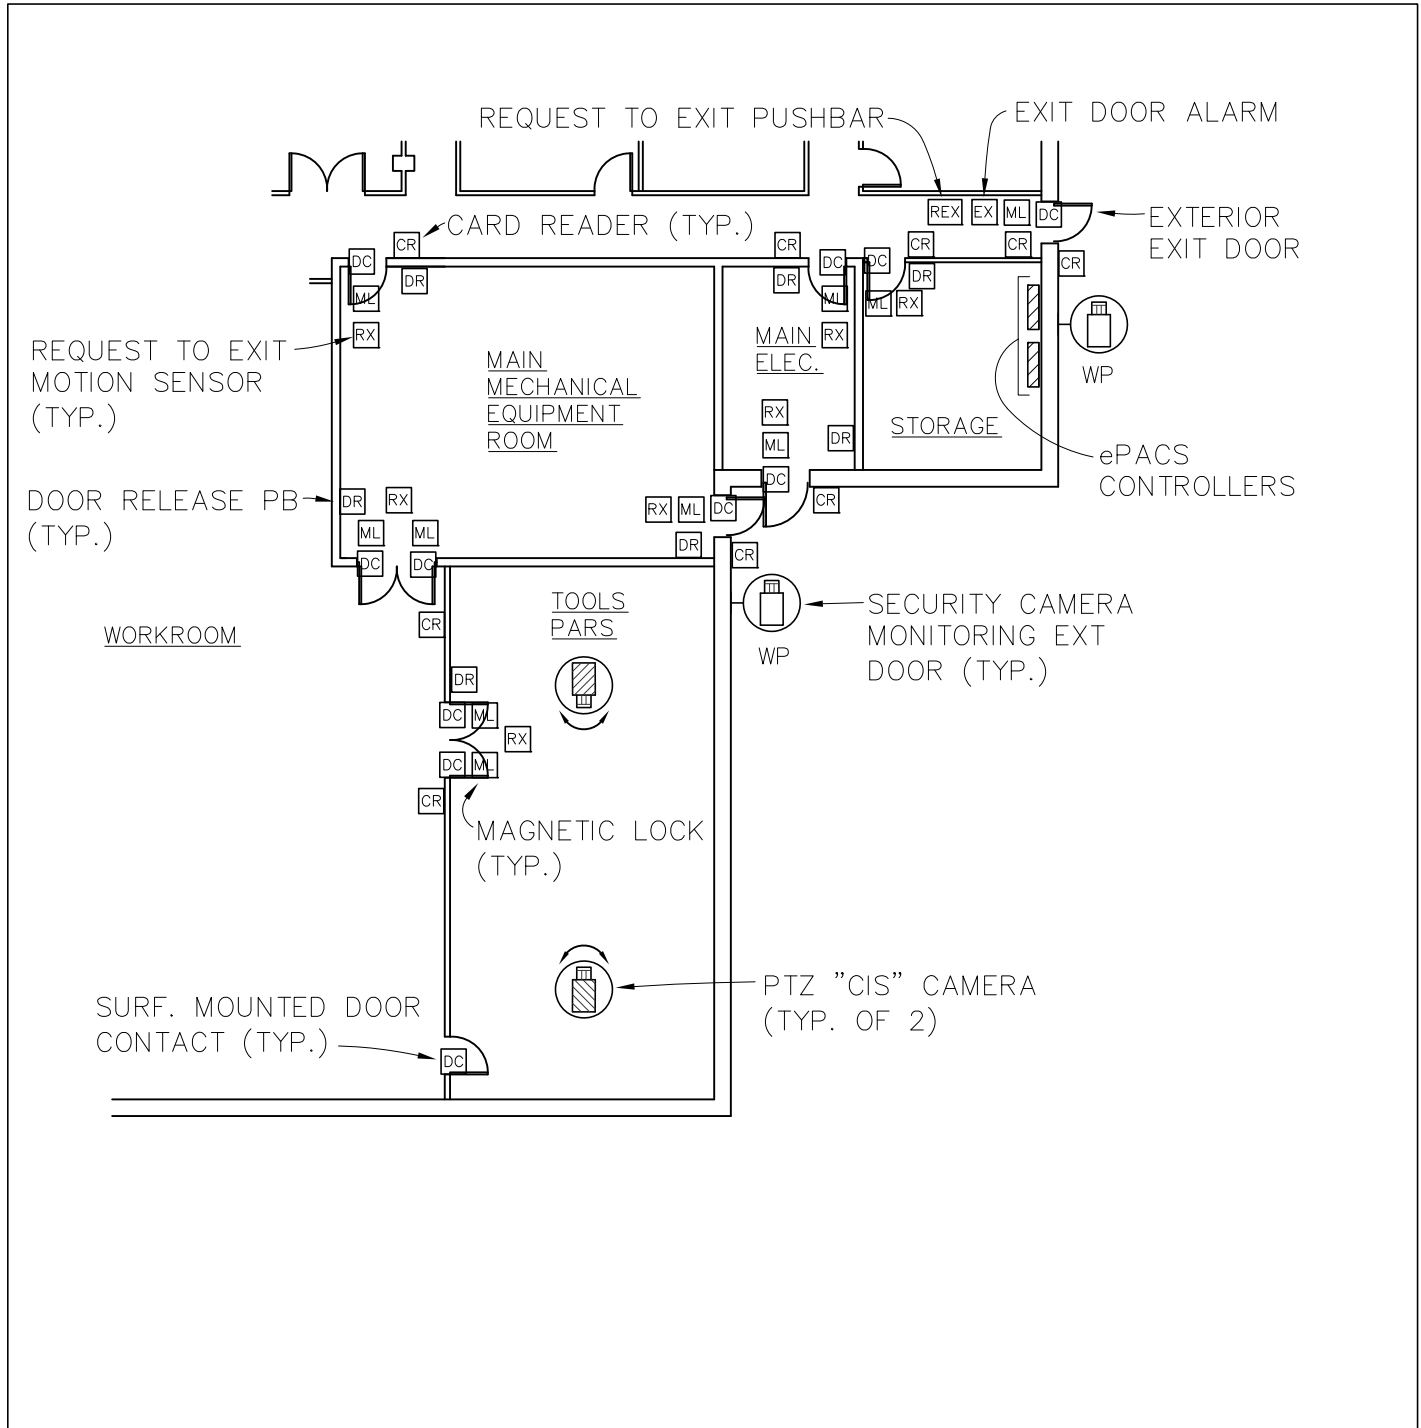 REQUEST TO EXIT PUSHBAR
EXIT DOOR ALARM
REX EX ML DC
EXTERIOR
EXIT DOOR
CARD READER (TYP.)
CR CR CR CR
DC DC DC CR
DR DR DR
ML ML ML RX
RX RX
REQUEST TO EXIT
MOTION SENSOR
(TYP.)
MAIN
MECHANICAL
EQUIPMENT
ROOM
MAIN
ELEC.
WP
STORAGE
RX
ML DR
DC
ePACS
CONTROLLERS
DOOR RELEASE PB
(TYP.)
DR RX
RX ML DC CR
ML ML
DR CR
DC DC
TOOLS
PARS
WORKROOM
CR
SECURITY CAMERA
MONITORING EXT
DOOR (TYP.)
WP
DR
DC ML
RX
DC ML
CR
MAGNETIC LOCK
(TYP.)
PTZ "CIS" CAMERA
(TYP. OF 2)
SURF. MOUNTED DOOR
CONTACT (TYP.)
DC